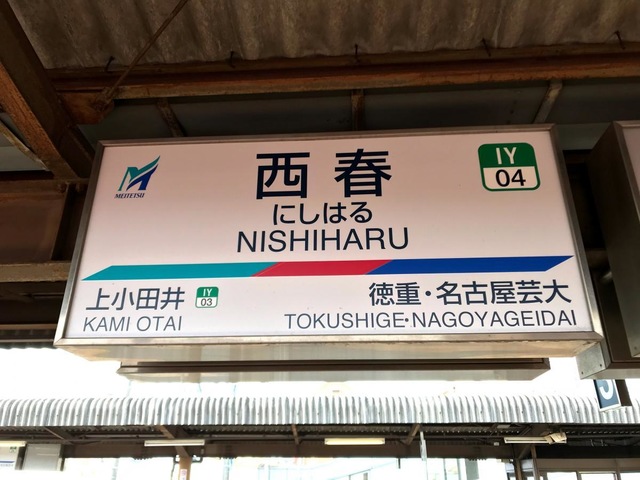 MEITETSU
西春
IY
04
にしはる
NISHIHARU
上小田井
IY
03
KAMI OTAI
徳重・名古屋芸大
TOKUSHIGE・NAGOYAGEIDAI